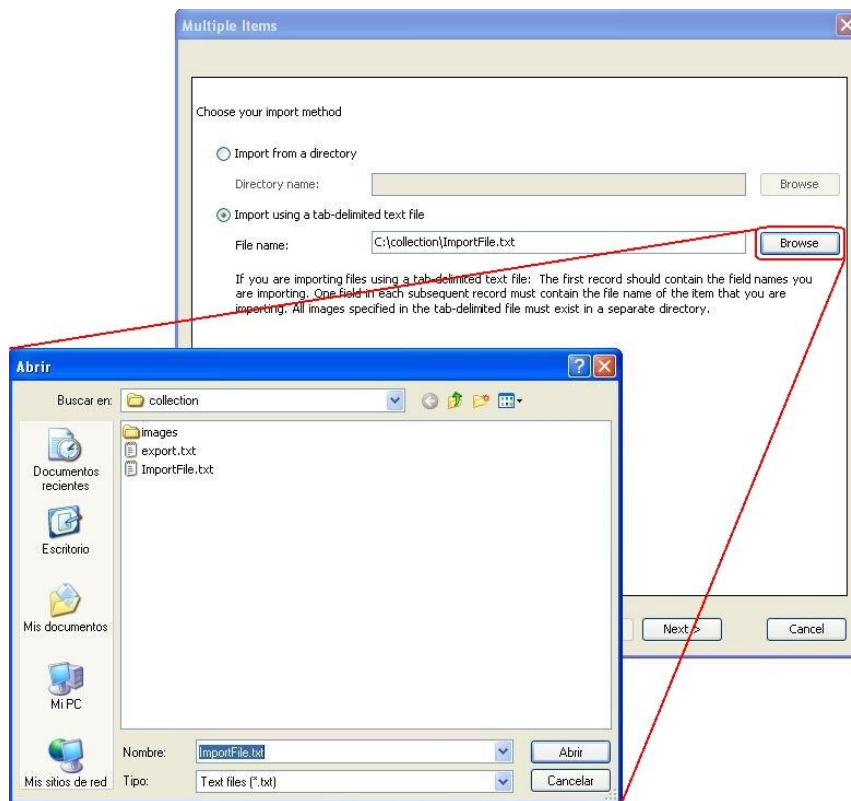 Multiple Items
Choose your import method
Import from a directory
Directory name:
Browse
Import using a tab-delimited text file
File name:
C:\collection\ImportFile.txt
Browse
If you are importing files using a tab-delimited text file: The first record should contain the field names you
are importing. One field in each subsequent record must contain the file name of the item that you are
importing. All images specified in the tab-delimited file must exist in a separate directory.
Next >
Cancel
Abrir
Buscar en:
collection
Documentos
recientes
Escritorio
Mis documentos
Mi PC
Mis sitios de red
images
export.txt
ImportFile.txt
Nombre:
ImportFile.txt
Abrir
Tipo:
Text files (*.txt)
Cancelar